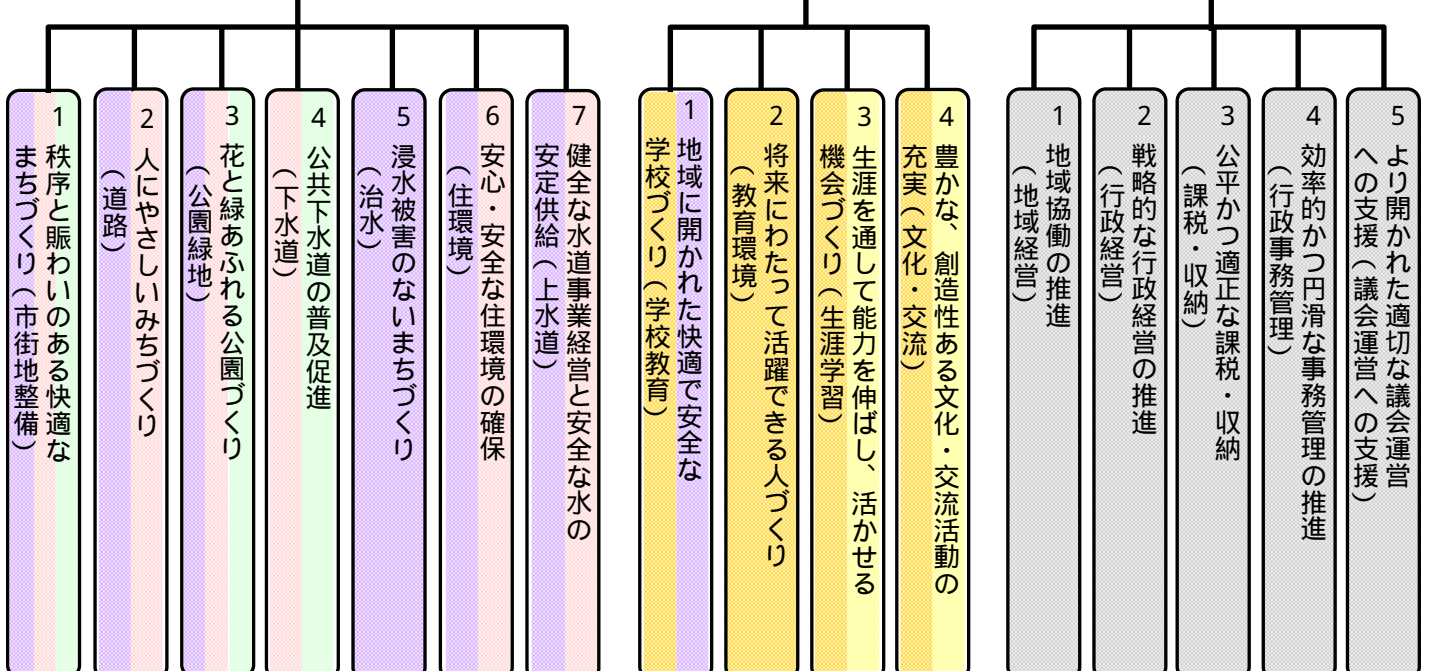 1
秩序と賑わいのある快適な
まちづくり(市街地整備)
2
人にやさしいみちづくり
(道路)
3
花と緑あふれる公園づくり
(公園緑地)
4
公共下水道の普及促進
(下水道)
5
浸水被害のないまちづくり
(治水)
6
安心・安全な住環境の確保
(住環境)
7
健全な水道事業経営と安全な水の
安定供給(上水道)
1
地域に開かれた快適で安全な
学校づくり(学校教育)
2
将来にわたって活躍できる人づくり
(教育環境)
3
生涯を通して能力を伸ばし、活かせる
機会づくり(生涯学習)
4
豊かな、創造性ある文化・交流活動の
充実(文化・交流)
1
地域協働の推進
(地域経営)
2
戦略的な行政経営の推進
(行政経営)
3
公平かつ適正な課税・収納
(課税・収納)
4
効率的かつ円滑な事務管理の推進
(行政事務管理)
5
より開かれた適切な議会運営
への支援(議会運営への支援)